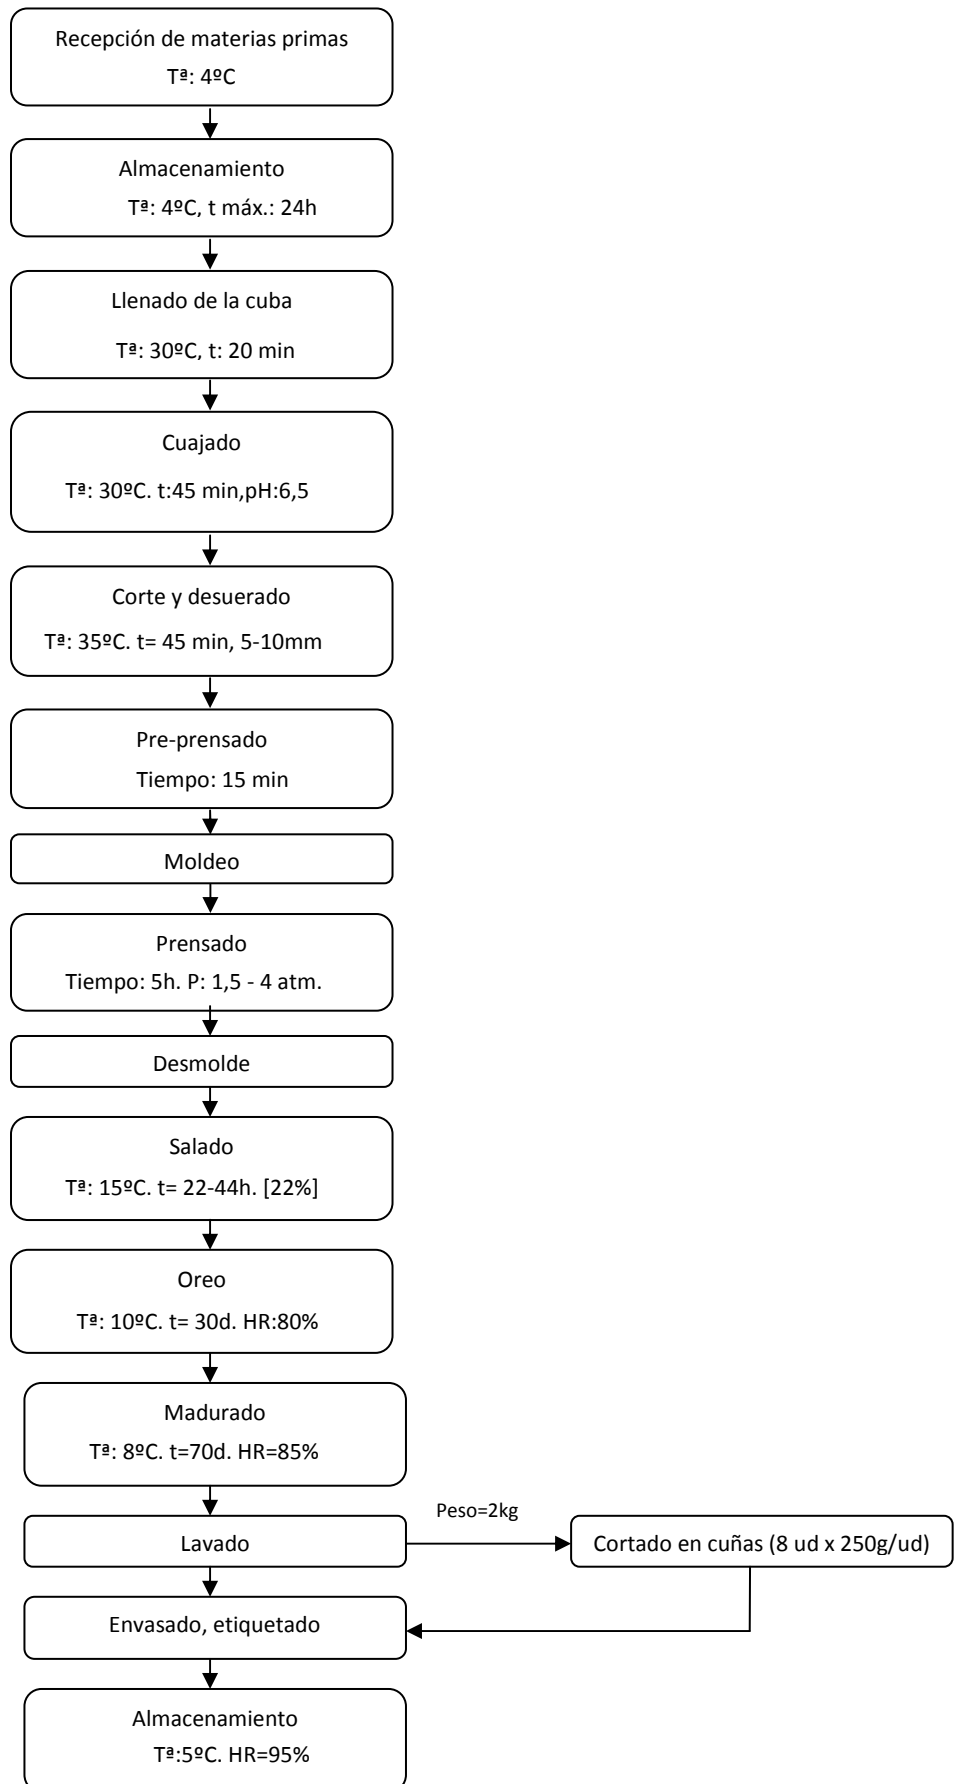 Recepción de materias primas
Tª: 4ºC
Almacenamiento
Tª: 4ºC, t máx.: 24h
Llenado de la cuba
Tª: 30ºC, t: 20 min
Cuajado
Tª: 30ºC. t:45 min,pH:6,5
Corte y desuerado
Tª: 35ºC. t= 45 min, 5-10mm
Pre-prensado
Tiempo: 15 min
Moldeo
Prensado
Tiempo: 5h. P: 1,5 - 4 atm.
Desmolde
Salado
Tª: 15ºC. t= 22-44h. [22%]
Oreo
Tª: 10ºC. t= 30d. HR:80%
Madurado
Tª: 8ºC. t=70d. HR=85%
Peso=2kg
Lavado
Cortado en cuñas (8 ud x 250g/ud)
Envasado, etiquetado
Almacenamiento
Tª:5ºC. HR=95%